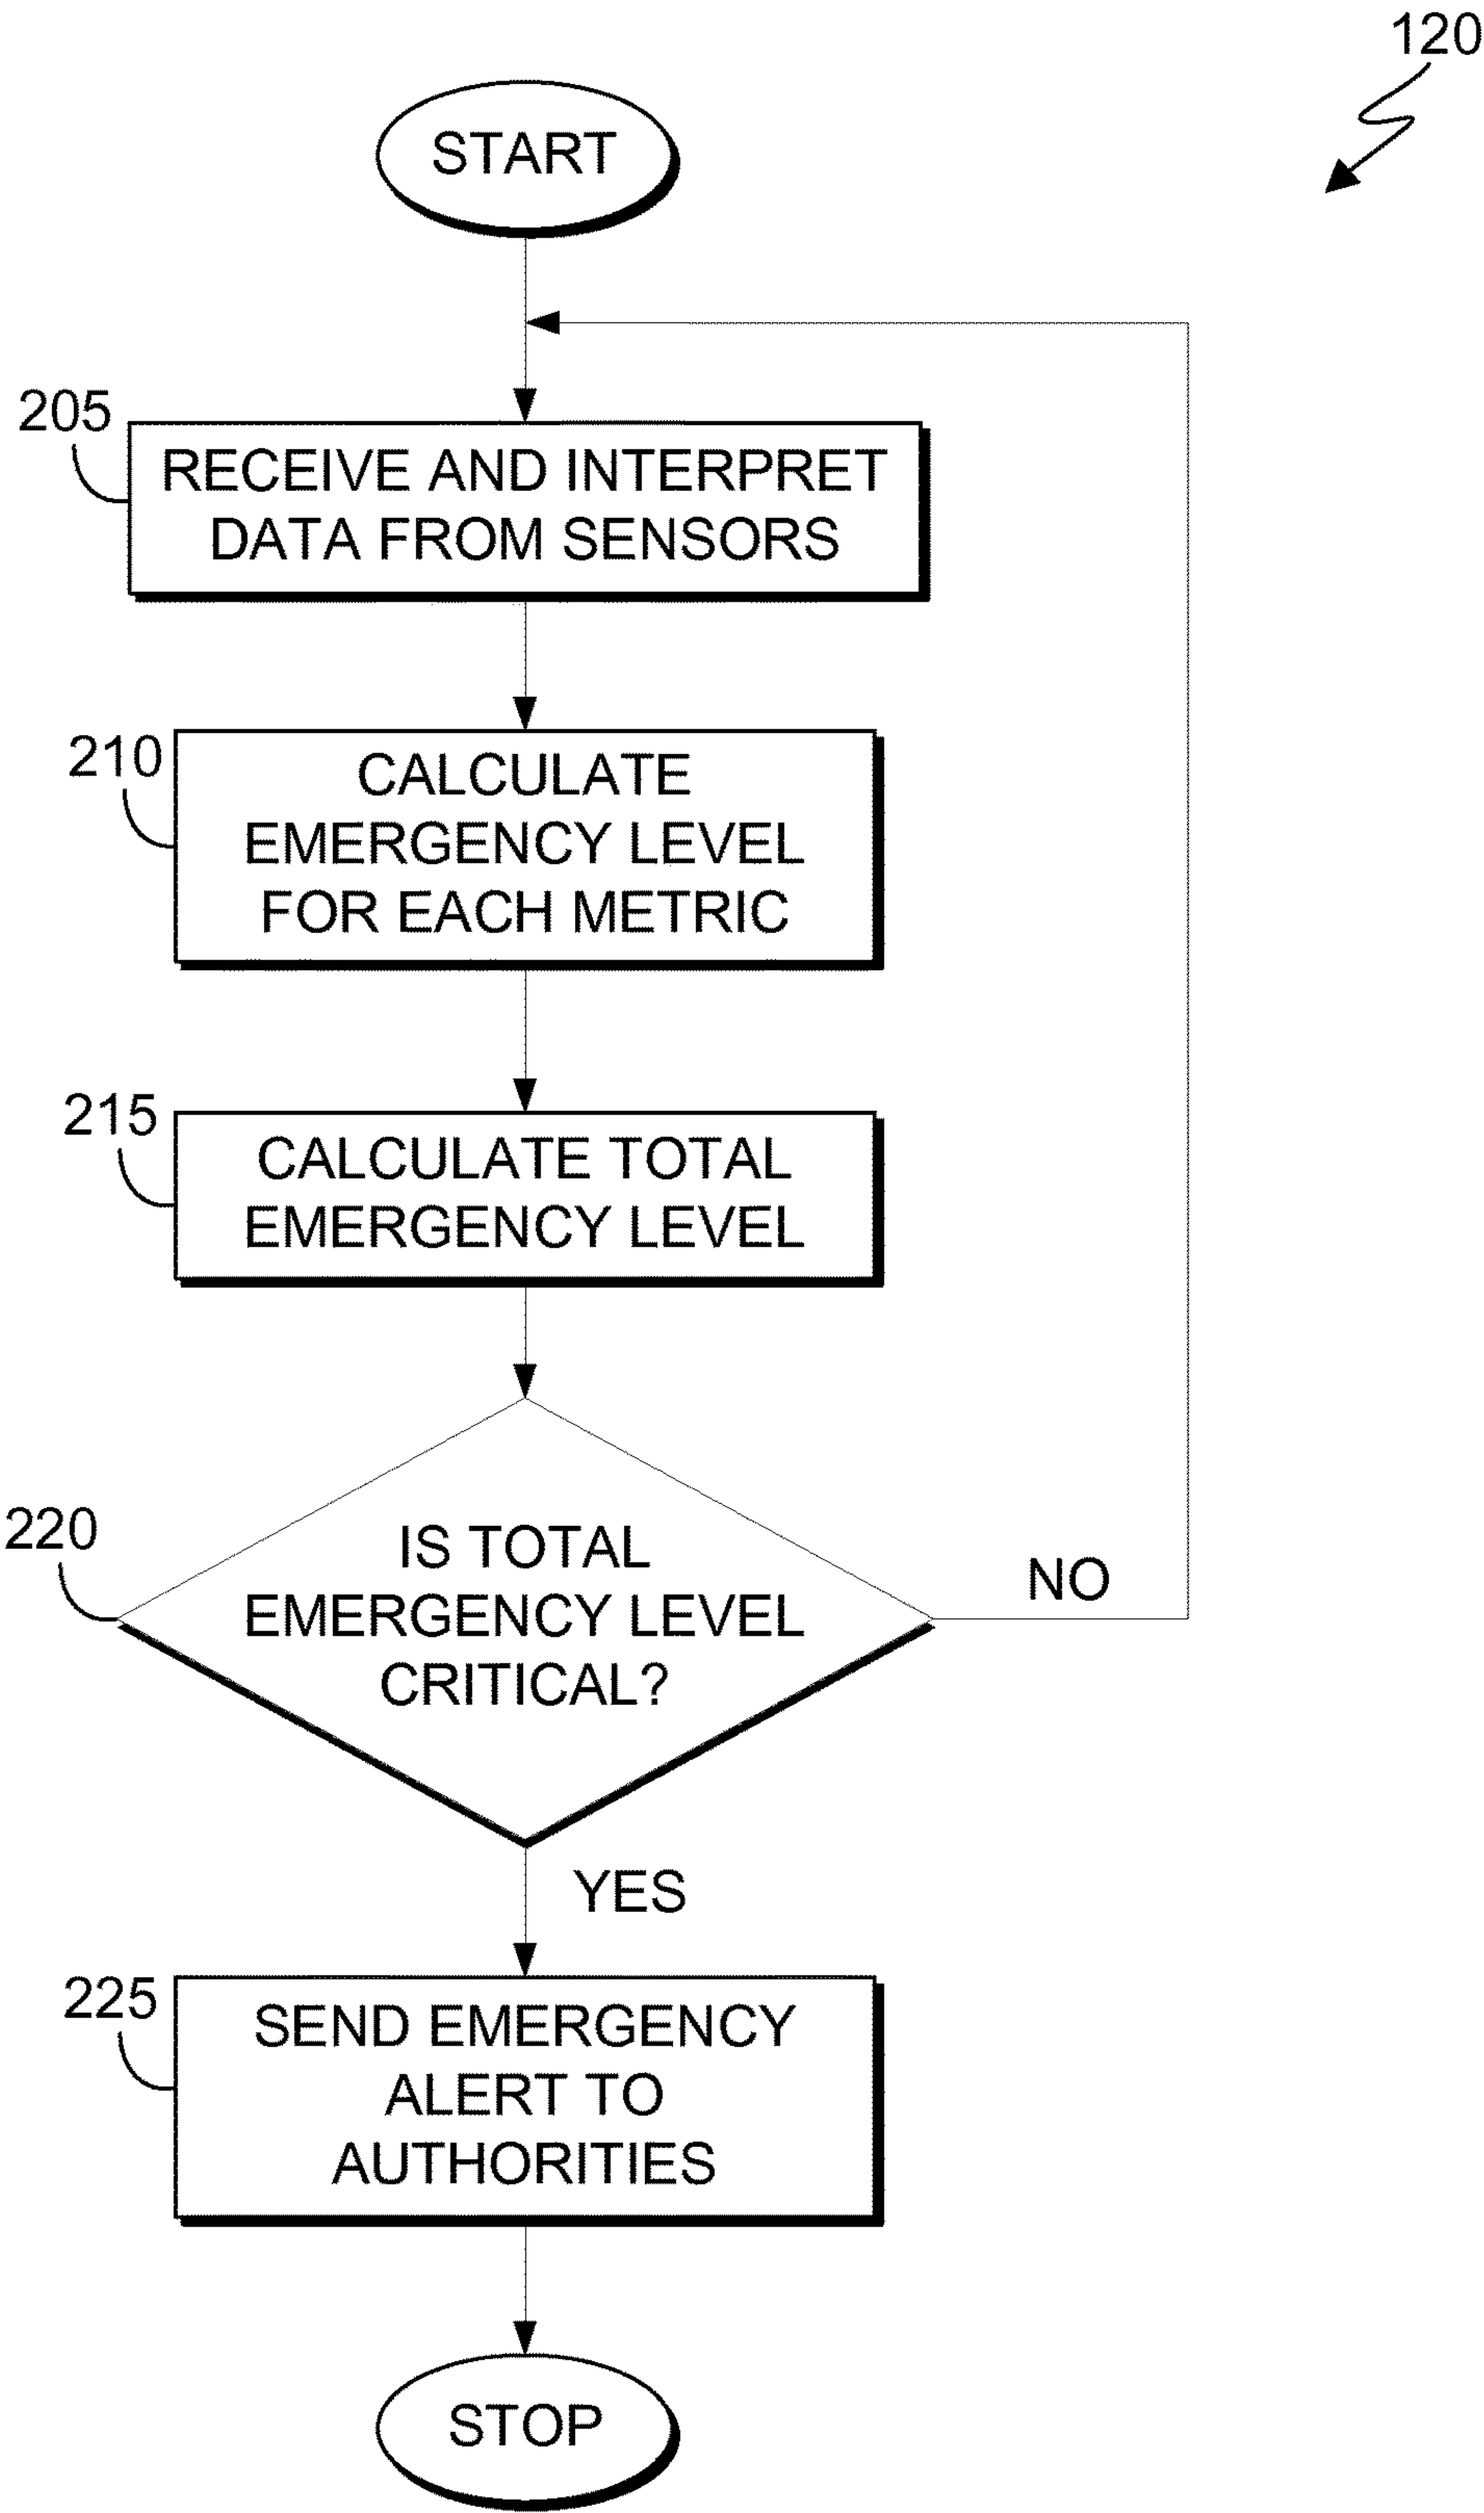 120
START
205
RECEIVE AND INTERPRET
DATA FROM SENSORS
210
CALCULATE
EMERGENCY LEVEL
FOR EACH METRIC
215
CALCULATE TOTAL
EMERGENCY LEVEL
220
IS TOTAL
EMERGENCY LEVEL
CRITICAL?
NO
YES
225
SEND EMERGENCY
ALERT TO
AUTHORITIES
STOP